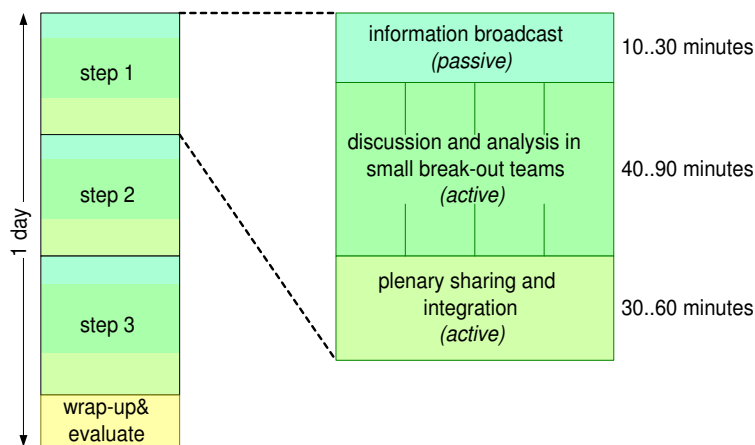 1 day
step 1
step 2
step 3
wrap-up&
evaluate
information broadcast
(passive)
10..30 minutes
discussion and analysis in
small break-out teams
(active)
40..90 minutes
plenary sharing and
integration
(active)
30..60 minutes